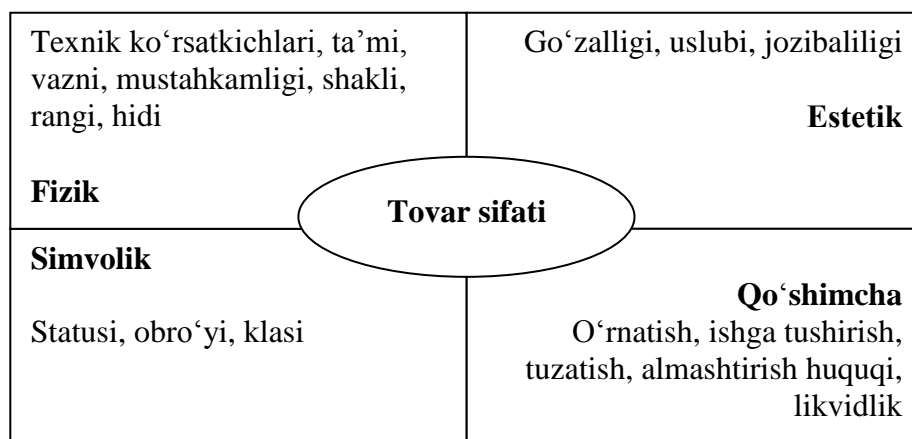 Texnik ko‘rsatkichlari, ta’mi,
vazni, mustahkamligi, shakli,
rangi, hidi
Fizik
Go‘zalligi, uslubi, jozibaliligi
Estetik
Tovar sifati
Simvolik
Statusi, obro‘yi, klasi
Qo‘shimcha
O‘rnatish, ishga tushirish,
tuzatish, almashtirish huquqi,
likvidlik